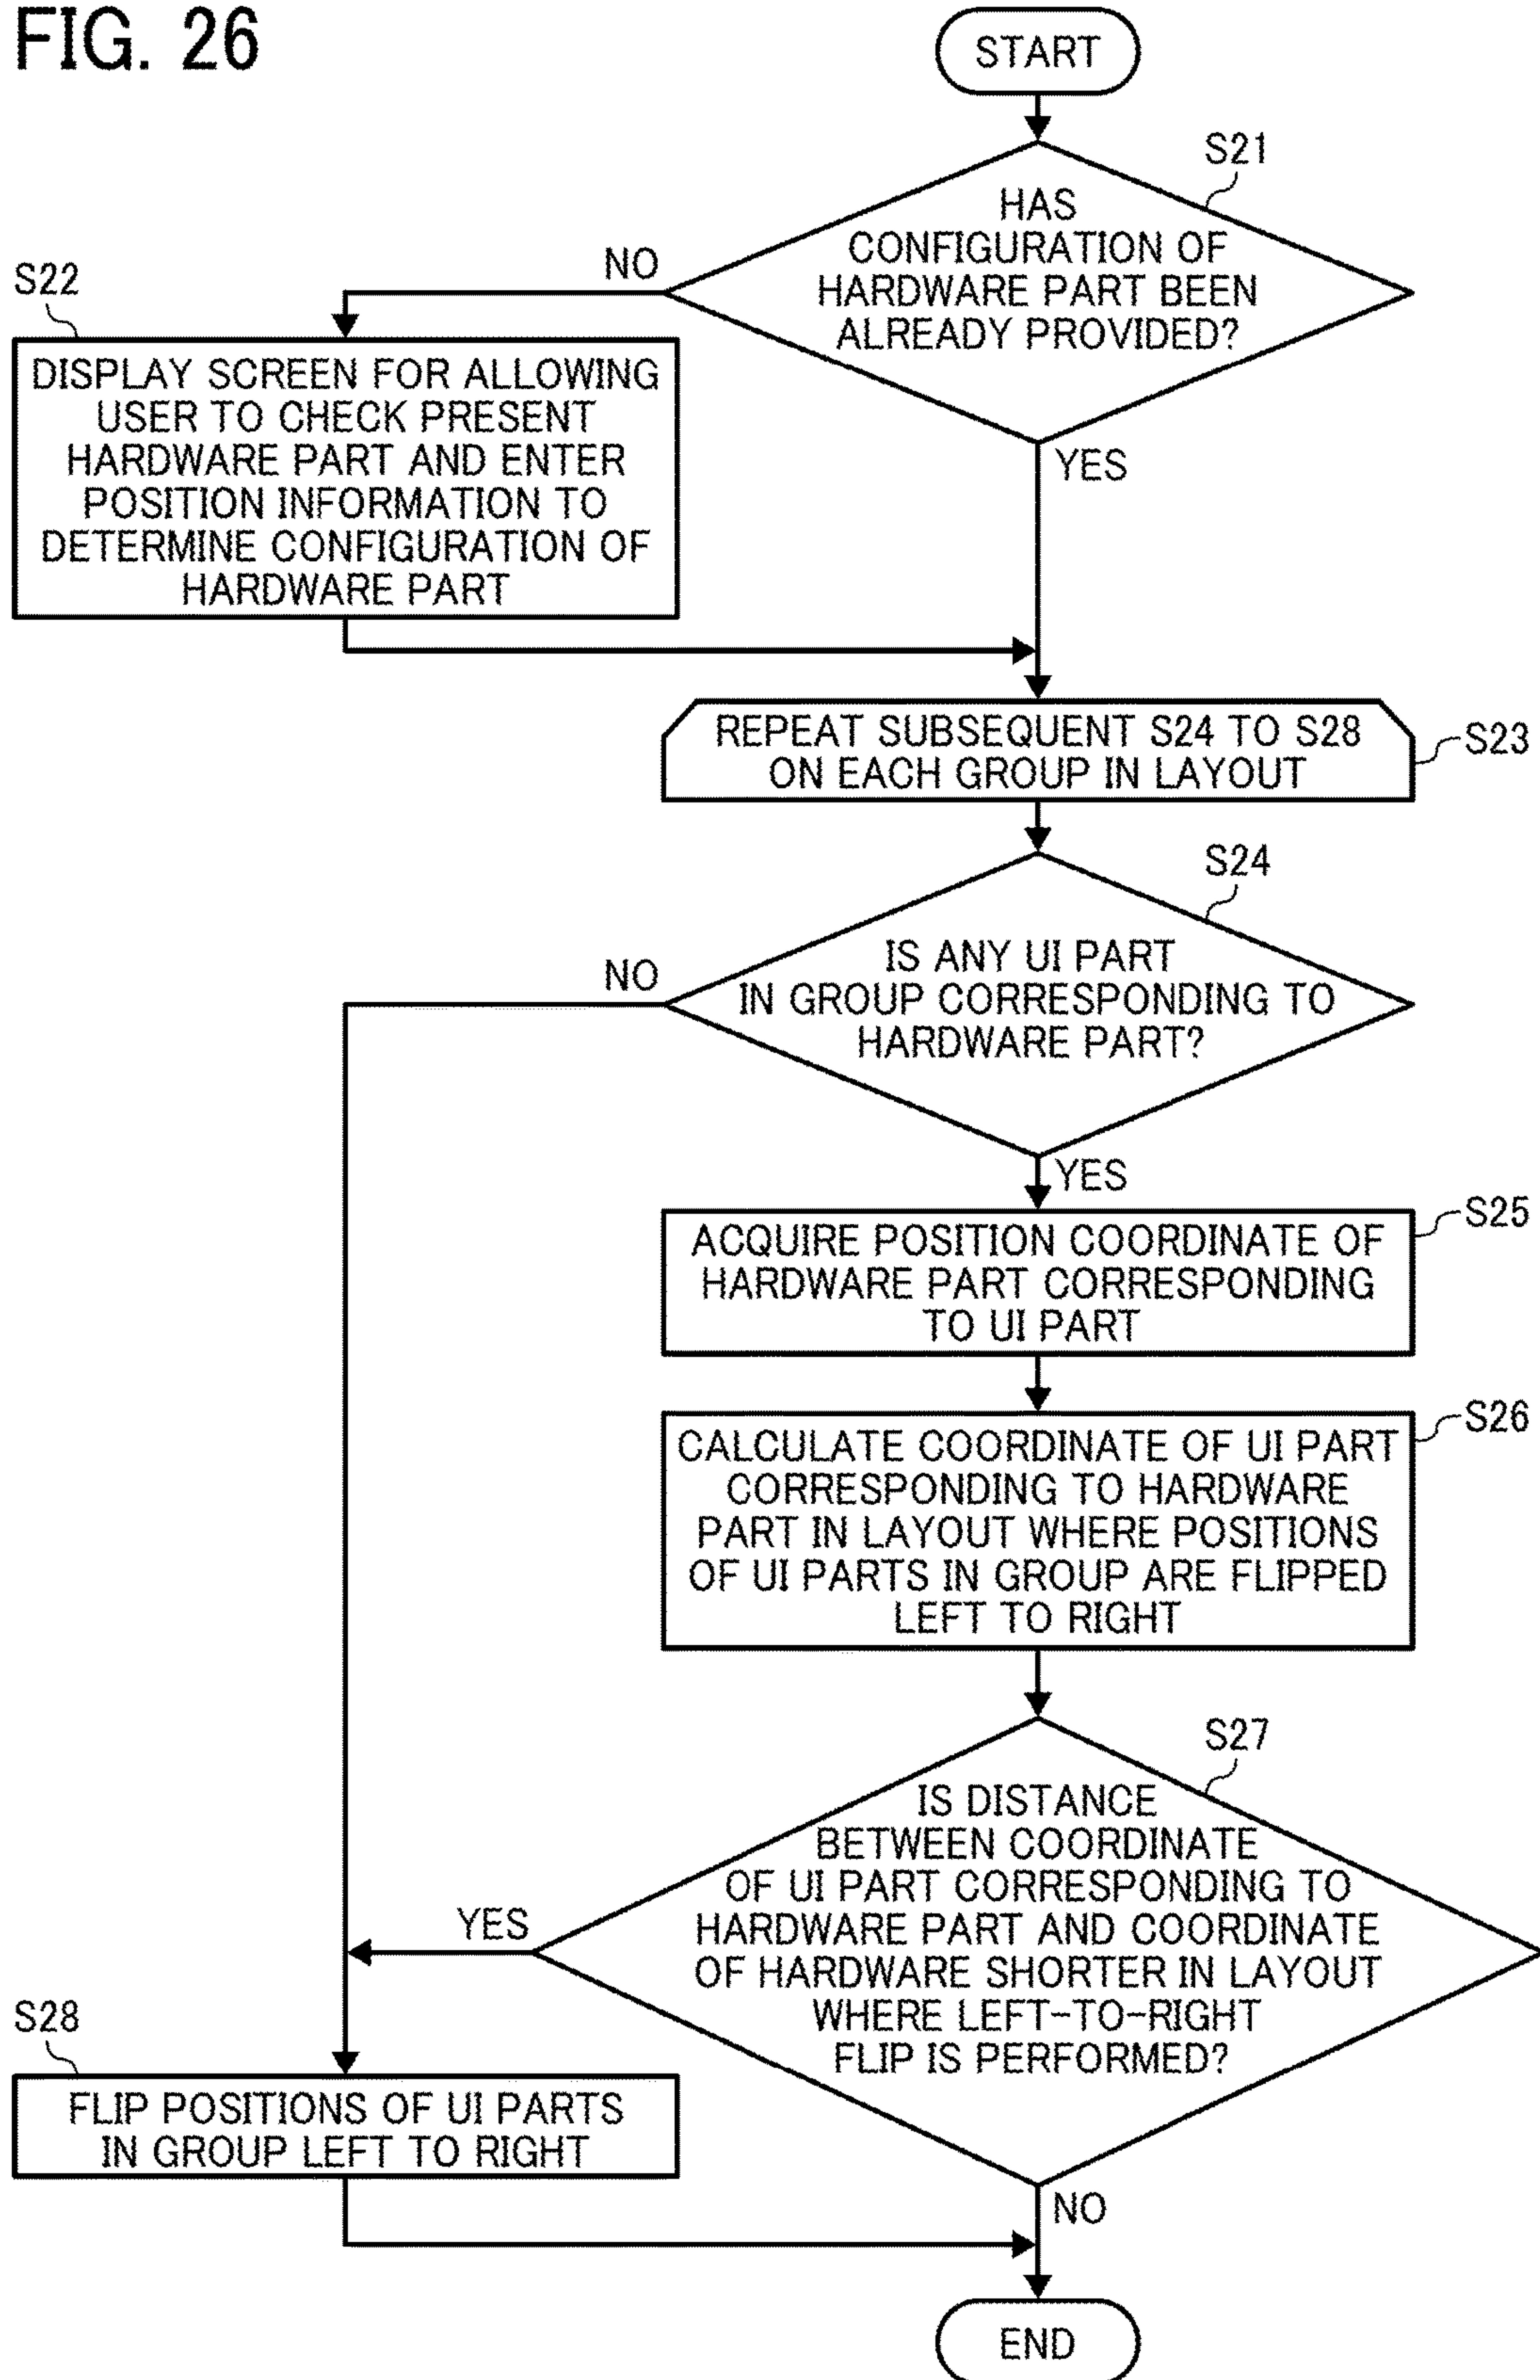 FIG. 26
START
S21
HAS
CONFIGURATION OF
HARDWARE PART BEEN
ALREADY PROVIDED?
NO
YES
S22
DISPLAY SCREEN FOR ALLOWING
USER TO CHECK PRESENT
HARDWARE PART AND ENTER
POSITION INFORMATION TO
DETERMINE CONFIGURATION OF
HARDWARE PART
REPEAT SUBSEQUENT S24 TO S28
ON EACH GROUP IN LAYOUT
S23
S24
IS ANY UI PART
IN GROUP CORRESPONDING TO
HARDWARE PART?
NO
YES
S25
ACQUIRE POSITION COORDINATE OF
HARDWARE PART CORRESPONDING
TO UI PART
S26
CALCULATE COORDINATE OF UI PART
CORRESPONDING TO HARDWARE
PART IN LAYOUT WHERE POSITIONS
OF UI PARTS IN GROUP ARE FLIPPED
LEFT TO RIGHT
S27
IS DISTANCE
BETWEEN COORDINATE
OF UI PART CORRESPONDING TO
HARDWARE PART AND COORDINATE
OF HARDWARE SHORTER IN LAYOUT
WHERE LEFT-TO-RIGHT
FLIP IS PERFORMED?
YES
NO
S28
FLIP POSITIONS OF UI PARTS
IN GROUP LEFT TO RIGHT
END